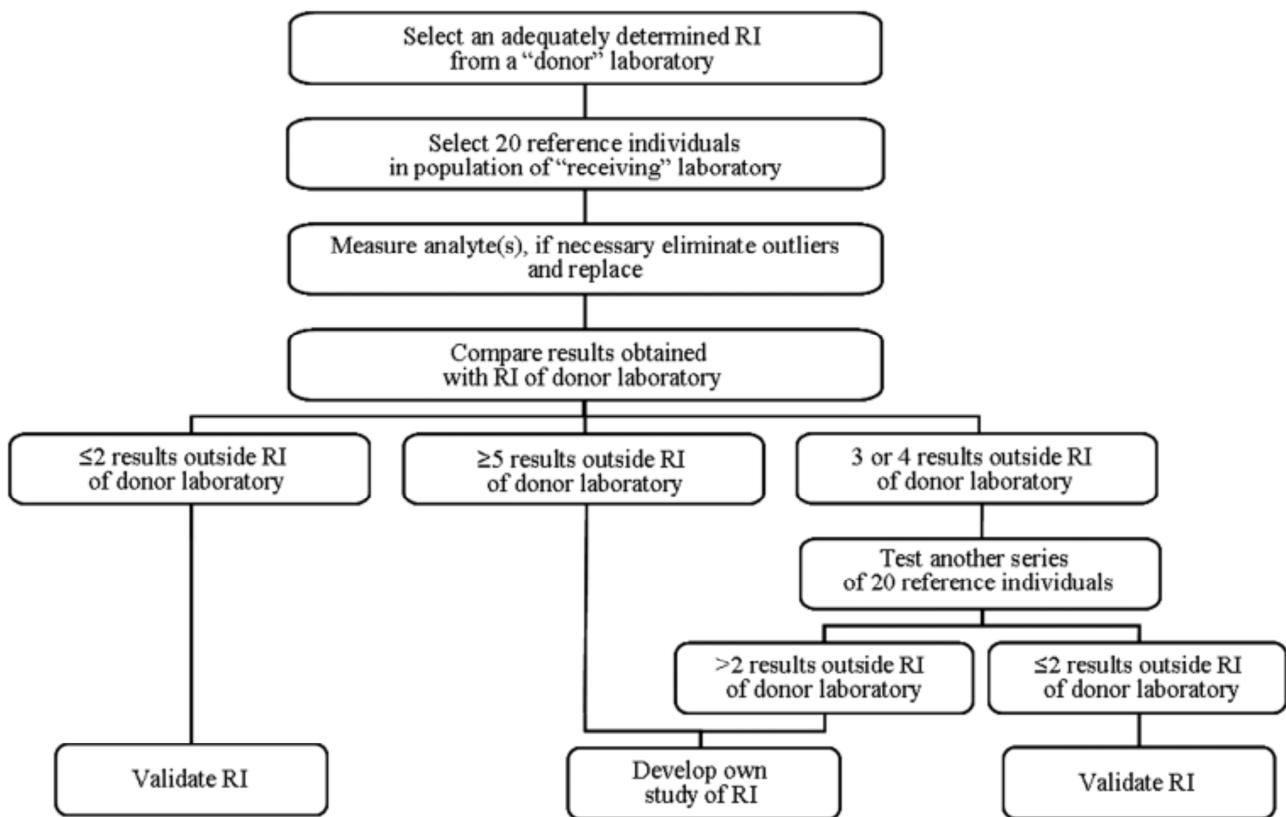 Select an adequately determined RI
from a “donor” laboratory
Select 20 reference individuals
in population of “receiving” laboratory
Measure analyte(s), if necessary eliminate outliers
and replace
Compare results obtained
with RI of donor laboratory
≤2 results outside RI
of donor laboratory
≥5 results outside RI
of donor laboratory
3 or 4 results outside RI
of donor laboratory
Test another series
of 20 reference individuals
>2 results outside RI
of donor laboratory
≤2 results outside RI
of donor laboratory
Validate RI
Develop own
study of RI
Validate RI